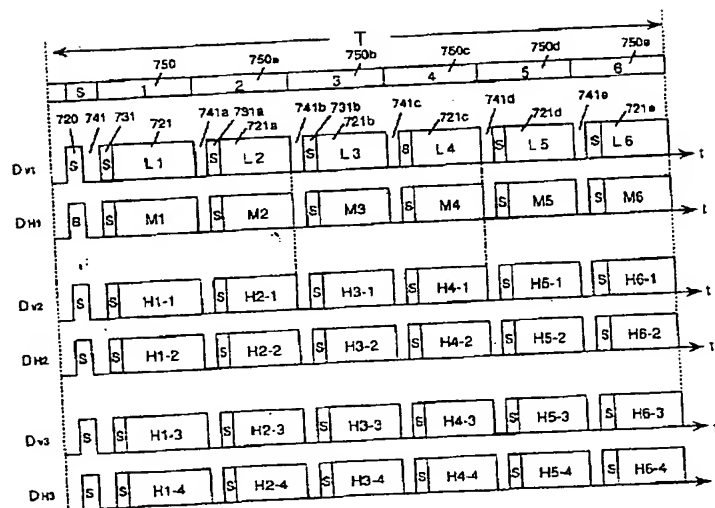 T
750 750a 750b 750c 750d 750e
S 1 2 3 4 5 6
720 741 731 721 741a 731a 721a 741b 731b 721b 741c 721c 741d 721d 741e 721e
DV1 S S L1 S L2 S L3 S L4 S L5 S L6 t
DH1 S S M1 S M2 S M3 S M4 S M5 S M6 t
DV2 S S H1-1 S H2-1 S H3-1 S H4-1 S H5-1 S H6-1 t
DH2 S S H1-2 S H2-2 S H3-2 S H4-2 S H5-2 S H6-2 t
DV3 S S H1-3 S H2-3 S H3-3 S H4-3 S H5-3 S H6-3
DH3 S S H1-4 S H2-4 S H3-4 S H4-4 S H5-4 S H6-4